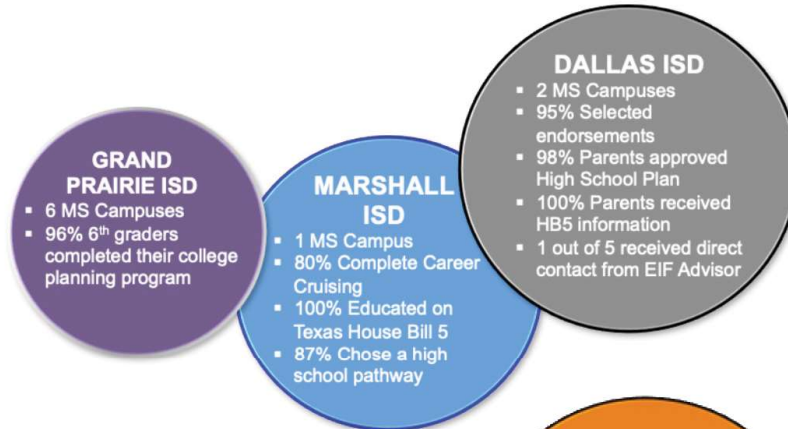 GRAND
PRAIRIE ISD
▪ 6 MS Campuses
▪ 96% 6th graders
completed their college
planning program
MARSHALL
ISD
▪ 1 MS Campus
▪ 80% Complete Career
Cruising
▪ 100% Educated on
Texas House Bill 5
▪ 87% Chose a high
school pathway
DALLAS ISD
▪ 2 MS Campuses
▪ 95% Selected
endorsements
▪ 98% Parents approved
High School Plan
▪ 100% Parents received
HB5 information
▪ 1 out of 5 received direct
contact from EIF Advisor